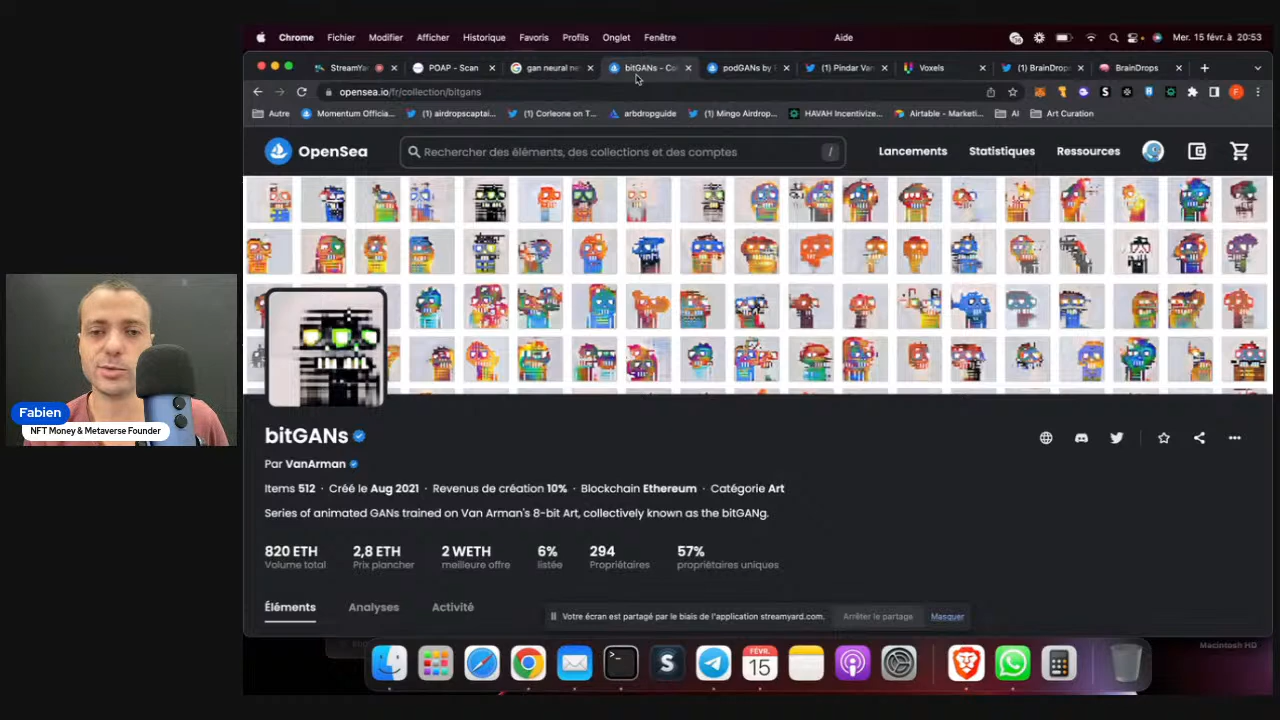 Chrome Fichier Modifier Afficher Historique Favoris Profils Onglet Fenêtre Aide Mer. 15 févr à 20:53
StreamYar POAP - Scan gan neural ne bitGANs – Co podGANs by (1) Pindar Van Voxels (1) BrainDrop BrainDrops
opensea.io/fr/collection/bitgans
Autre Momentum Officia... (1) airdropscaptai... (1) Corleone on T... arbdropguide (1) Mingo Airdrop... HAVAH Incentivize... Airtable - Marketi... AI Art Curation
OpenSea Rechercher des éléments, des collections et des comptes / Lancements Statistiques Ressources
Fabien
NFT Money & Metaverse Founder
bitGANs
Par VanArman
Items 512 · Créé le Aug 2021 · Revenus de création 10% · Blockchain Ethereum · Catégorie Art
Series of animated GANs trained on Van Arman's 8-bit Art, collectively known as the bitGANg.
820 ETH 2,8 ETH 2 WETH 6% 294 57%
Volume total Prix plancher meilleure offre listée Propriétaires propriétaires uniques
Éléments Analyses Activité
Votre écran est partagé par le biais de l'application streamyard.com. Arrêter le partage Masquer
Macintosh HD
FÉVR.
15